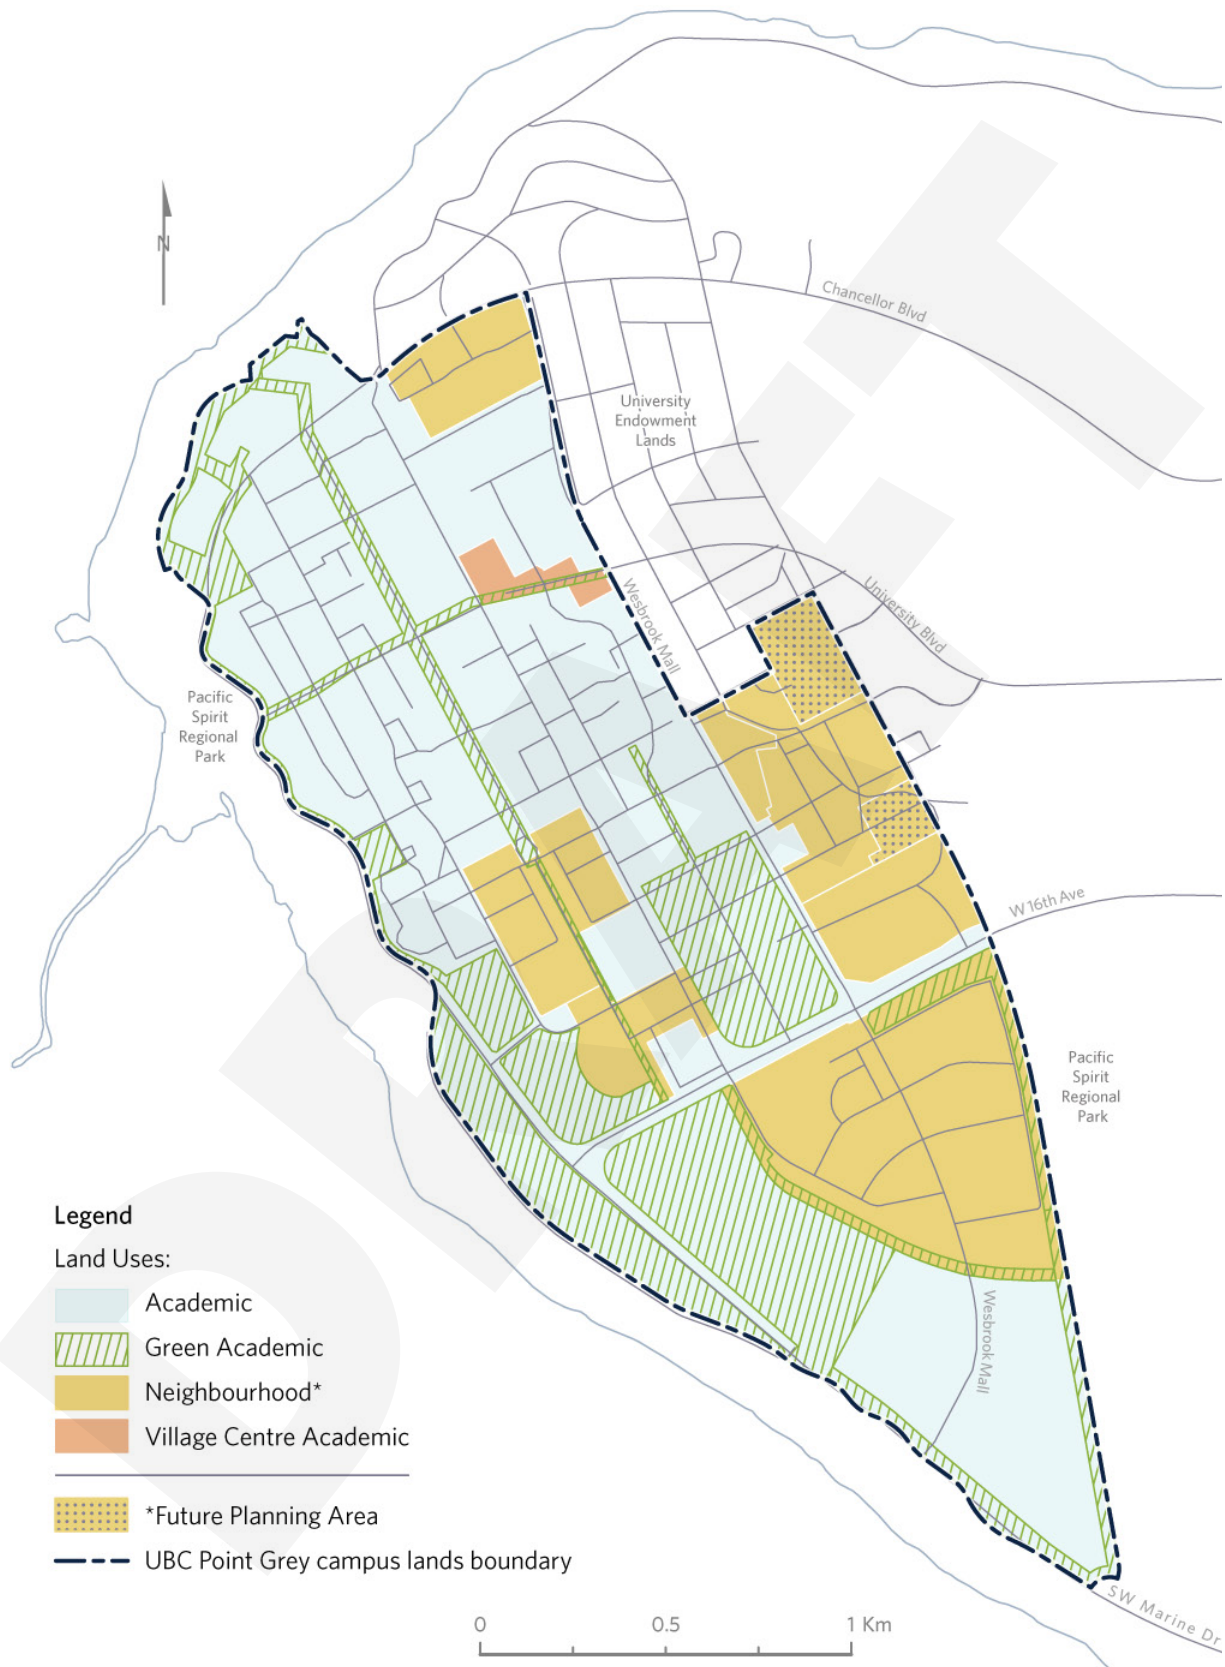 N
Chancellor Blvd
University
Endowment
Lands
University Blvd
Wesbrook Mall
Pacific
Spirit
Regional
Park
W 16th Ave
Pacific
Spirit
Regional
Park
Wesbrook Mall
SW Marine Dr
DRAFT
Legend
Land Uses:
Academic
Green Academic
Neighbourhood*
Village Centre Academic
*Future Planning Area
UBC Point Grey campus lands boundary
0 0.5 1 Km